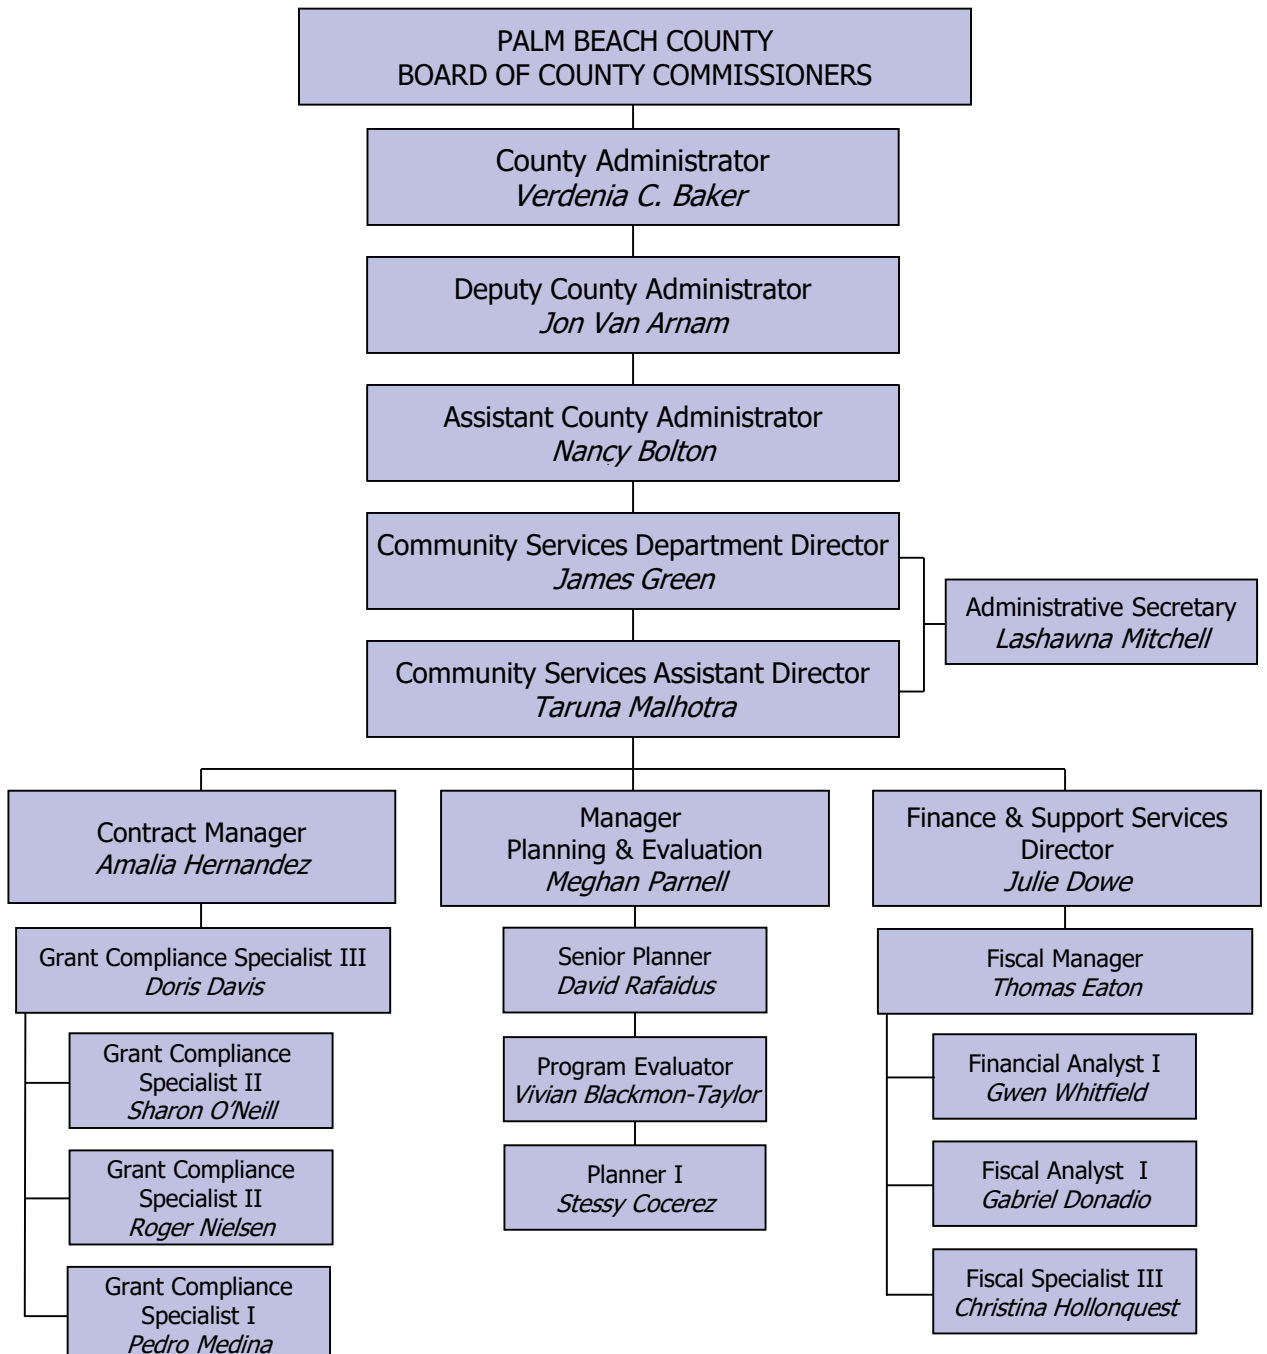 PALM BEACH COUNTY
BOARD OF COUNTY COMMISSIONERS
County Administrator
Verdenia C. Baker
Deputy County Administrator
Jon Van Arnam
Assistant County Administrator
Nancy Bolton
Community Services Department Director
James Green
Administrative Secretary
Lashawna Mitchell
Community Services Assistant Director
Taruna Malhotra
Contract Manager
Amalia Hernandez
Grant Compliance Specialist III
Doris Davis
Grant Compliance
Specialist II
Sharon O'Neill
Grant Compliance
Specialist II
Roger Nielsen
Grant Compliance
Specialist I
Pedro Medina
Manager
Planning & Evaluation
Meghan Parnell
Senior Planner
David Rafaidus
Program Evaluator
Vivian Blackmon-Taylor
Planner I
Stessy Cocerez
Finance & Support Services
Director
Julie Dowe
Fiscal Manager
Thomas Eaton
Financial Analyst I
Gwen Whitfield
Fiscal Analyst  I
Gabriel Donadio
Fiscal Specialist III
Christina Hollonquest